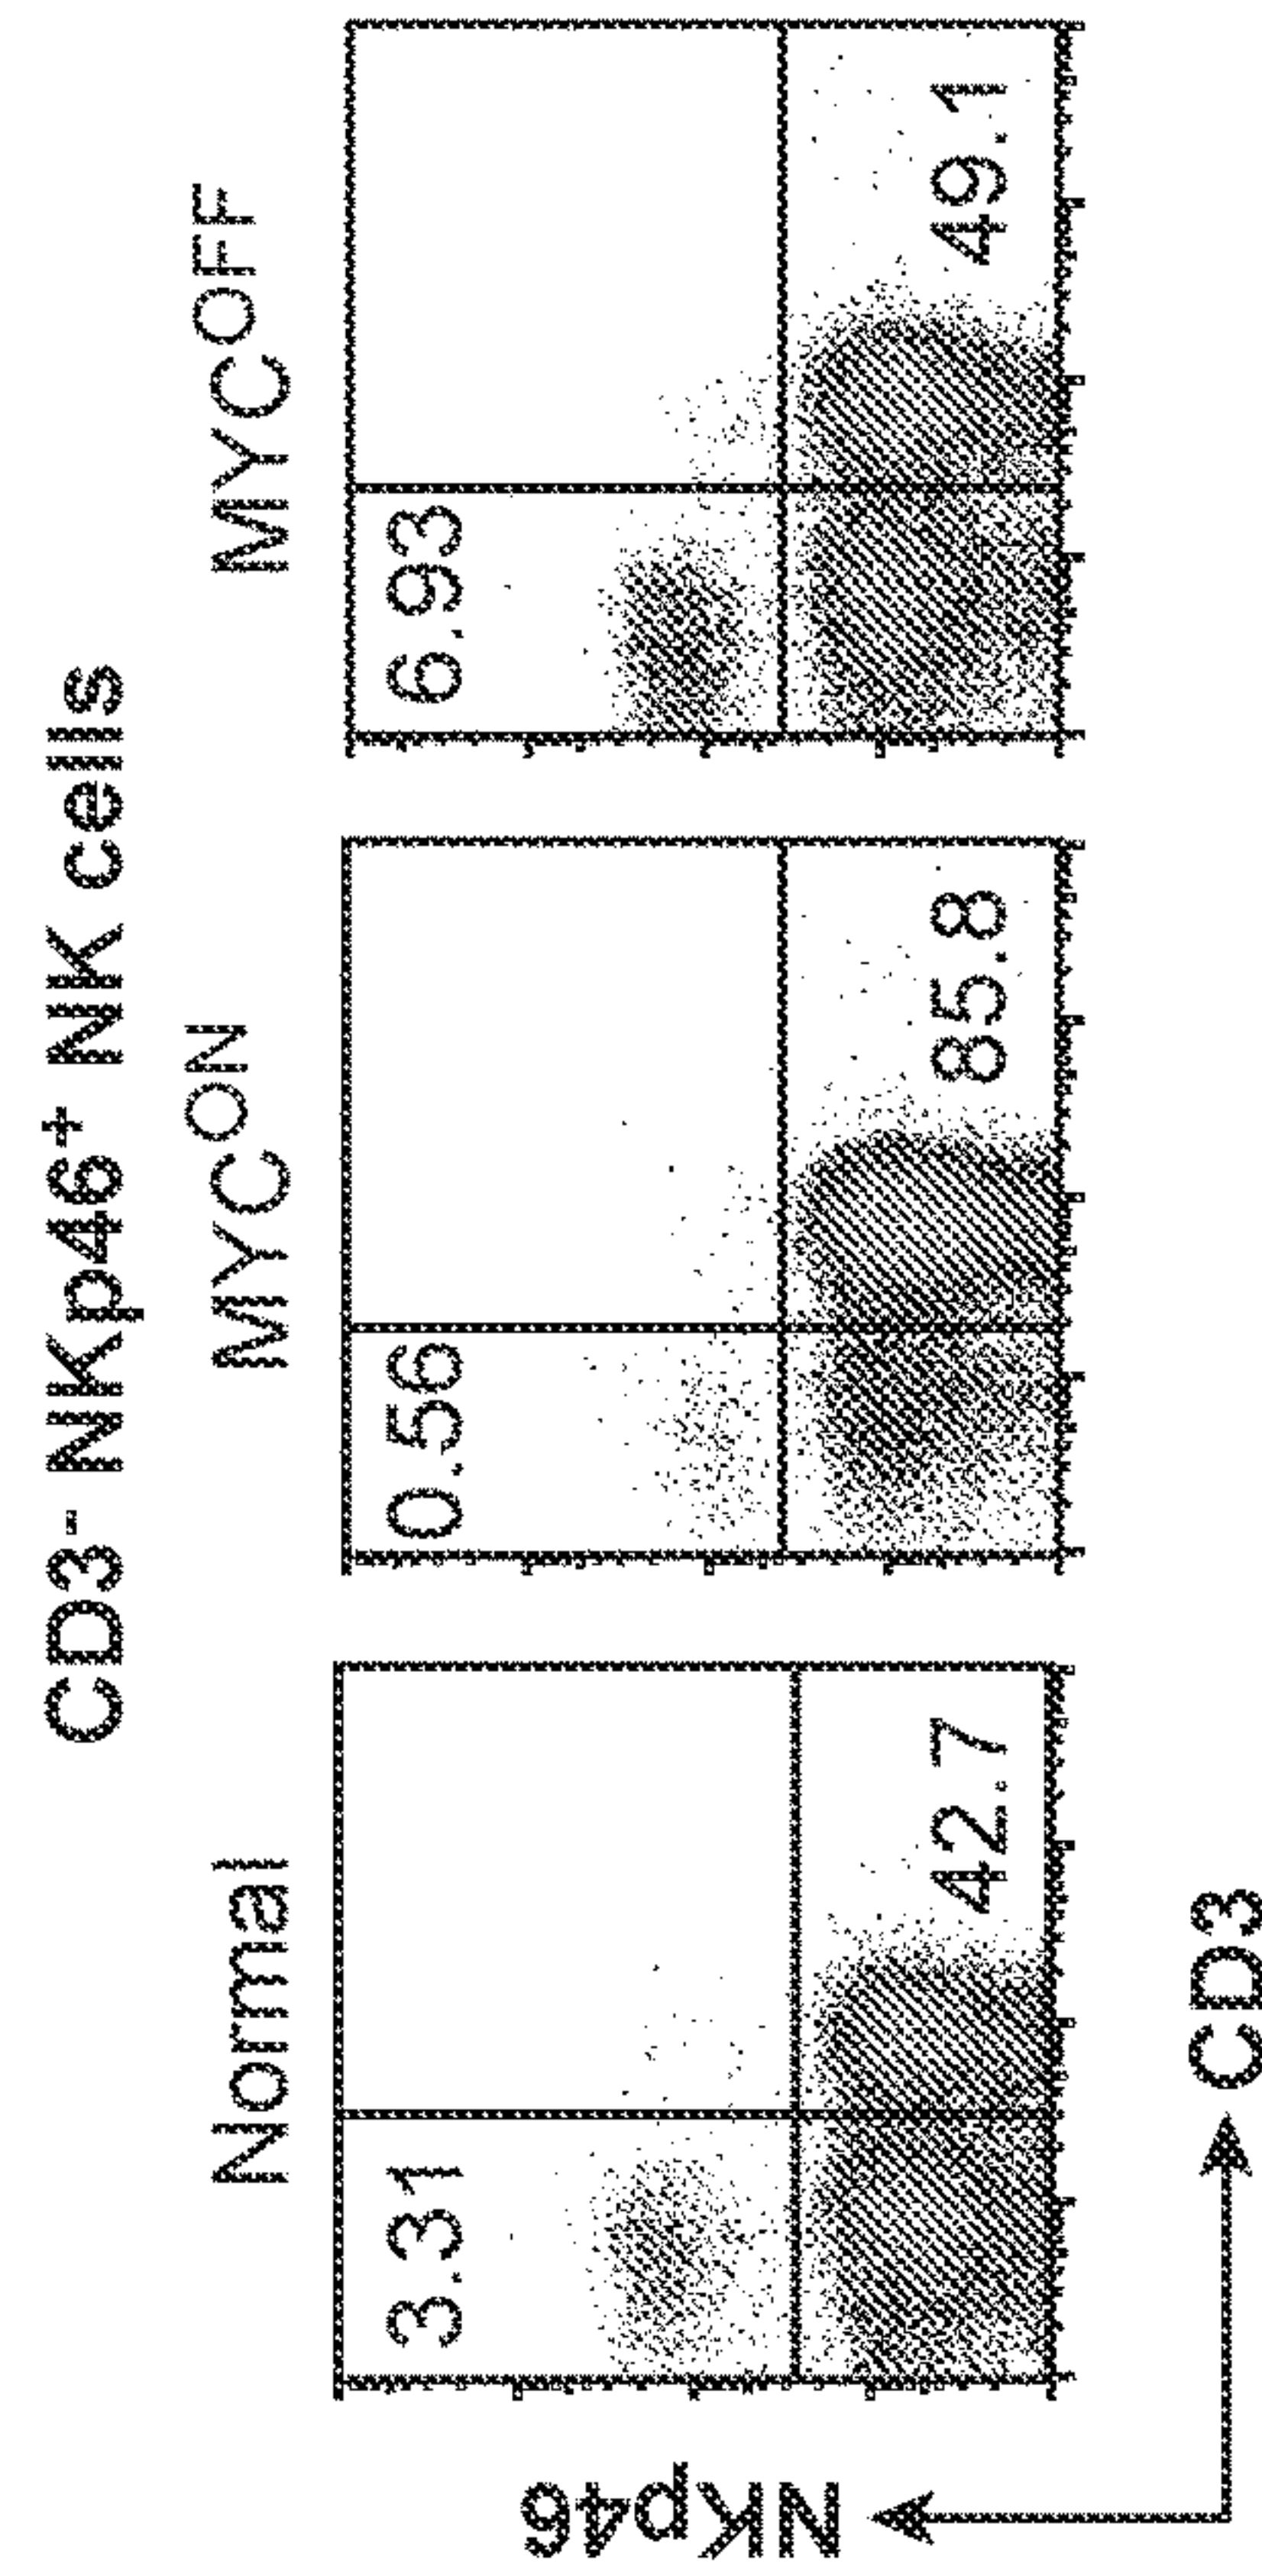 CD3- NKp46+ NK cells
Normal
MYCON
MYCOFF
3.31
42.7
0.56
85.8
6.93
49.1
NKp46
CD3